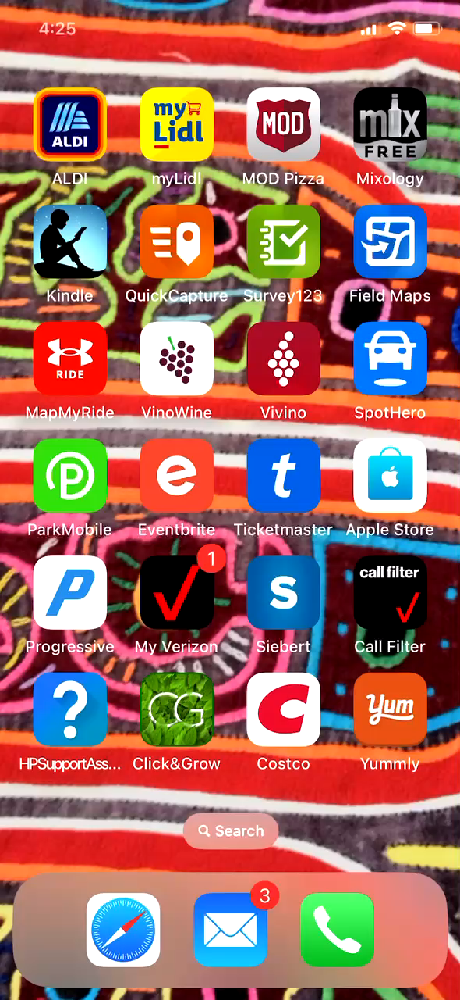 4:25
ALDI
my Lidl
MOD
mix FREE
ALDI
myLidl
MOD Pizza
Mixology
Kindle
QuickCapture
Survey123
Field Maps
RIDE
MapMyRide
VinoWine
Vivino
SpotHero
P
e
t
ParkMobile
Eventbrite
Ticketmaster
Apple Store
P
1
S
call filter
Progressive
My Verizon
Siebert
Call Filter
?
CG
C
Yum
HPSupportAss...
Click&Grow
Costco
Yummly
Search
3